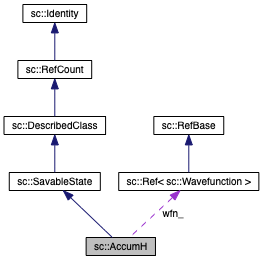 sc::Identity
sc::RefCount
sc::DescribedClass
sc::RefBase
sc::SavableState
sc::Ref< sc::Wavefunction >
wfn_
sc::AccumH